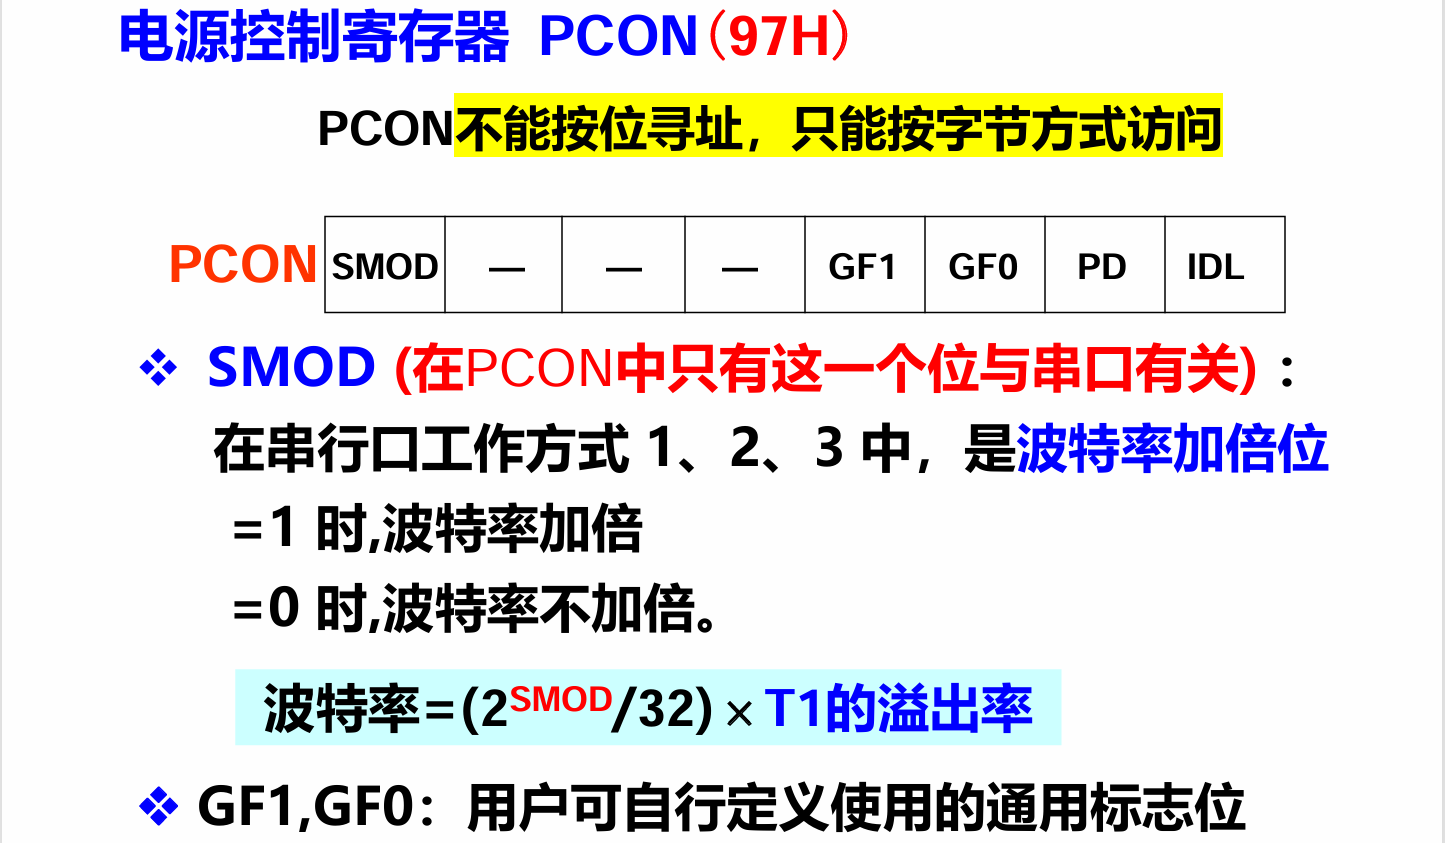 电源控制寄存器 PCON(97H)
PCON不能按位寻址，只能按字节方式访问
PCON SMOD — — — GF1 GF0 PD IDL
❖ SMOD (在PCON中只有这一个位与串口有关)：
在串行口工作方式 1、2、3 中，是波特率加倍位
=1 时,波特率加倍
=0 时,波特率不加倍。
波特率=(2SMOD/32) × T1的溢出率
❖ GF1,GF0：用户可自行定义使用的通用标志位